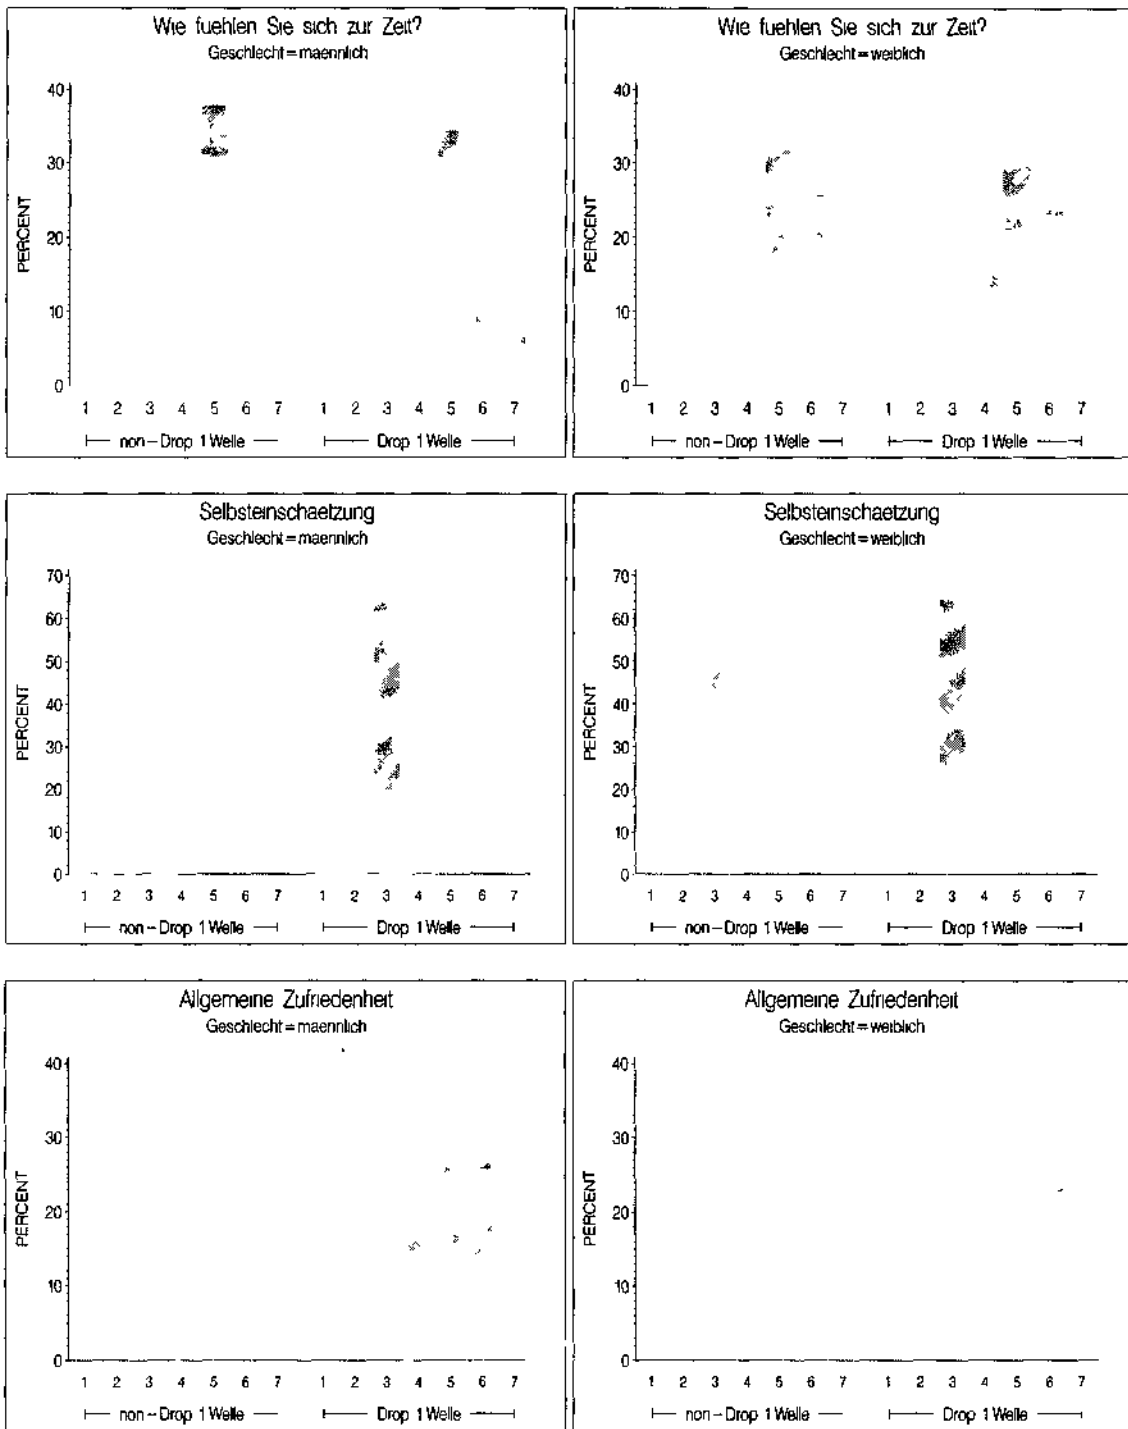 Wie fuehlen Sie sich zur Zeit?
Geschlecht=maennlich
PERCENT
40
30
20
10
0
1 2 3 4 5 6 7 1 2 3 4 5 6 7
non-Drop 1 Welle Drop 1 Welle
Wie fuehlen Sie sich zur Zeit?
Geschlecht=weiblich
PERCENT
40
30
20
10
0
1 2 3 4 5 6 7 1 2 3 4 5 6 7
non-Drop 1 Welle Drop 1 Welle
Selbsteinschaetzung
Geschlecht=maennlich
PERCENT
70
60
50
40
30
20
10
0
1 2 3 4 5 6 7 1 2 3 4 5 6 7
non-Drop 1 Welle Drop 1 Welle
Selbsteinschaetzung
Geschlecht=weiblich
PERCENT
70
60
50
40
30
20
10
0
1 2 3 4 5 6 7 1 2 3 4 5 6 7
non-Drop 1 Welle Drop 1 Welle
Allgemeine Zufriedenheit
Geschlecht=maennlich
PERCENT
40
30
20
10
0
1 2 3 4 5 6 7 1 2 3 4 5 6 7
non-Drop 1 Welle Drop 1 Welle
Allgemeine Zufriedenheit
Geschlecht=weiblich
PERCENT
40
30
20
10
0
1 2 3 4 5 6 7 1 2 3 4 5 6 7
non-Drop 1 Welle Drop 1 Welle